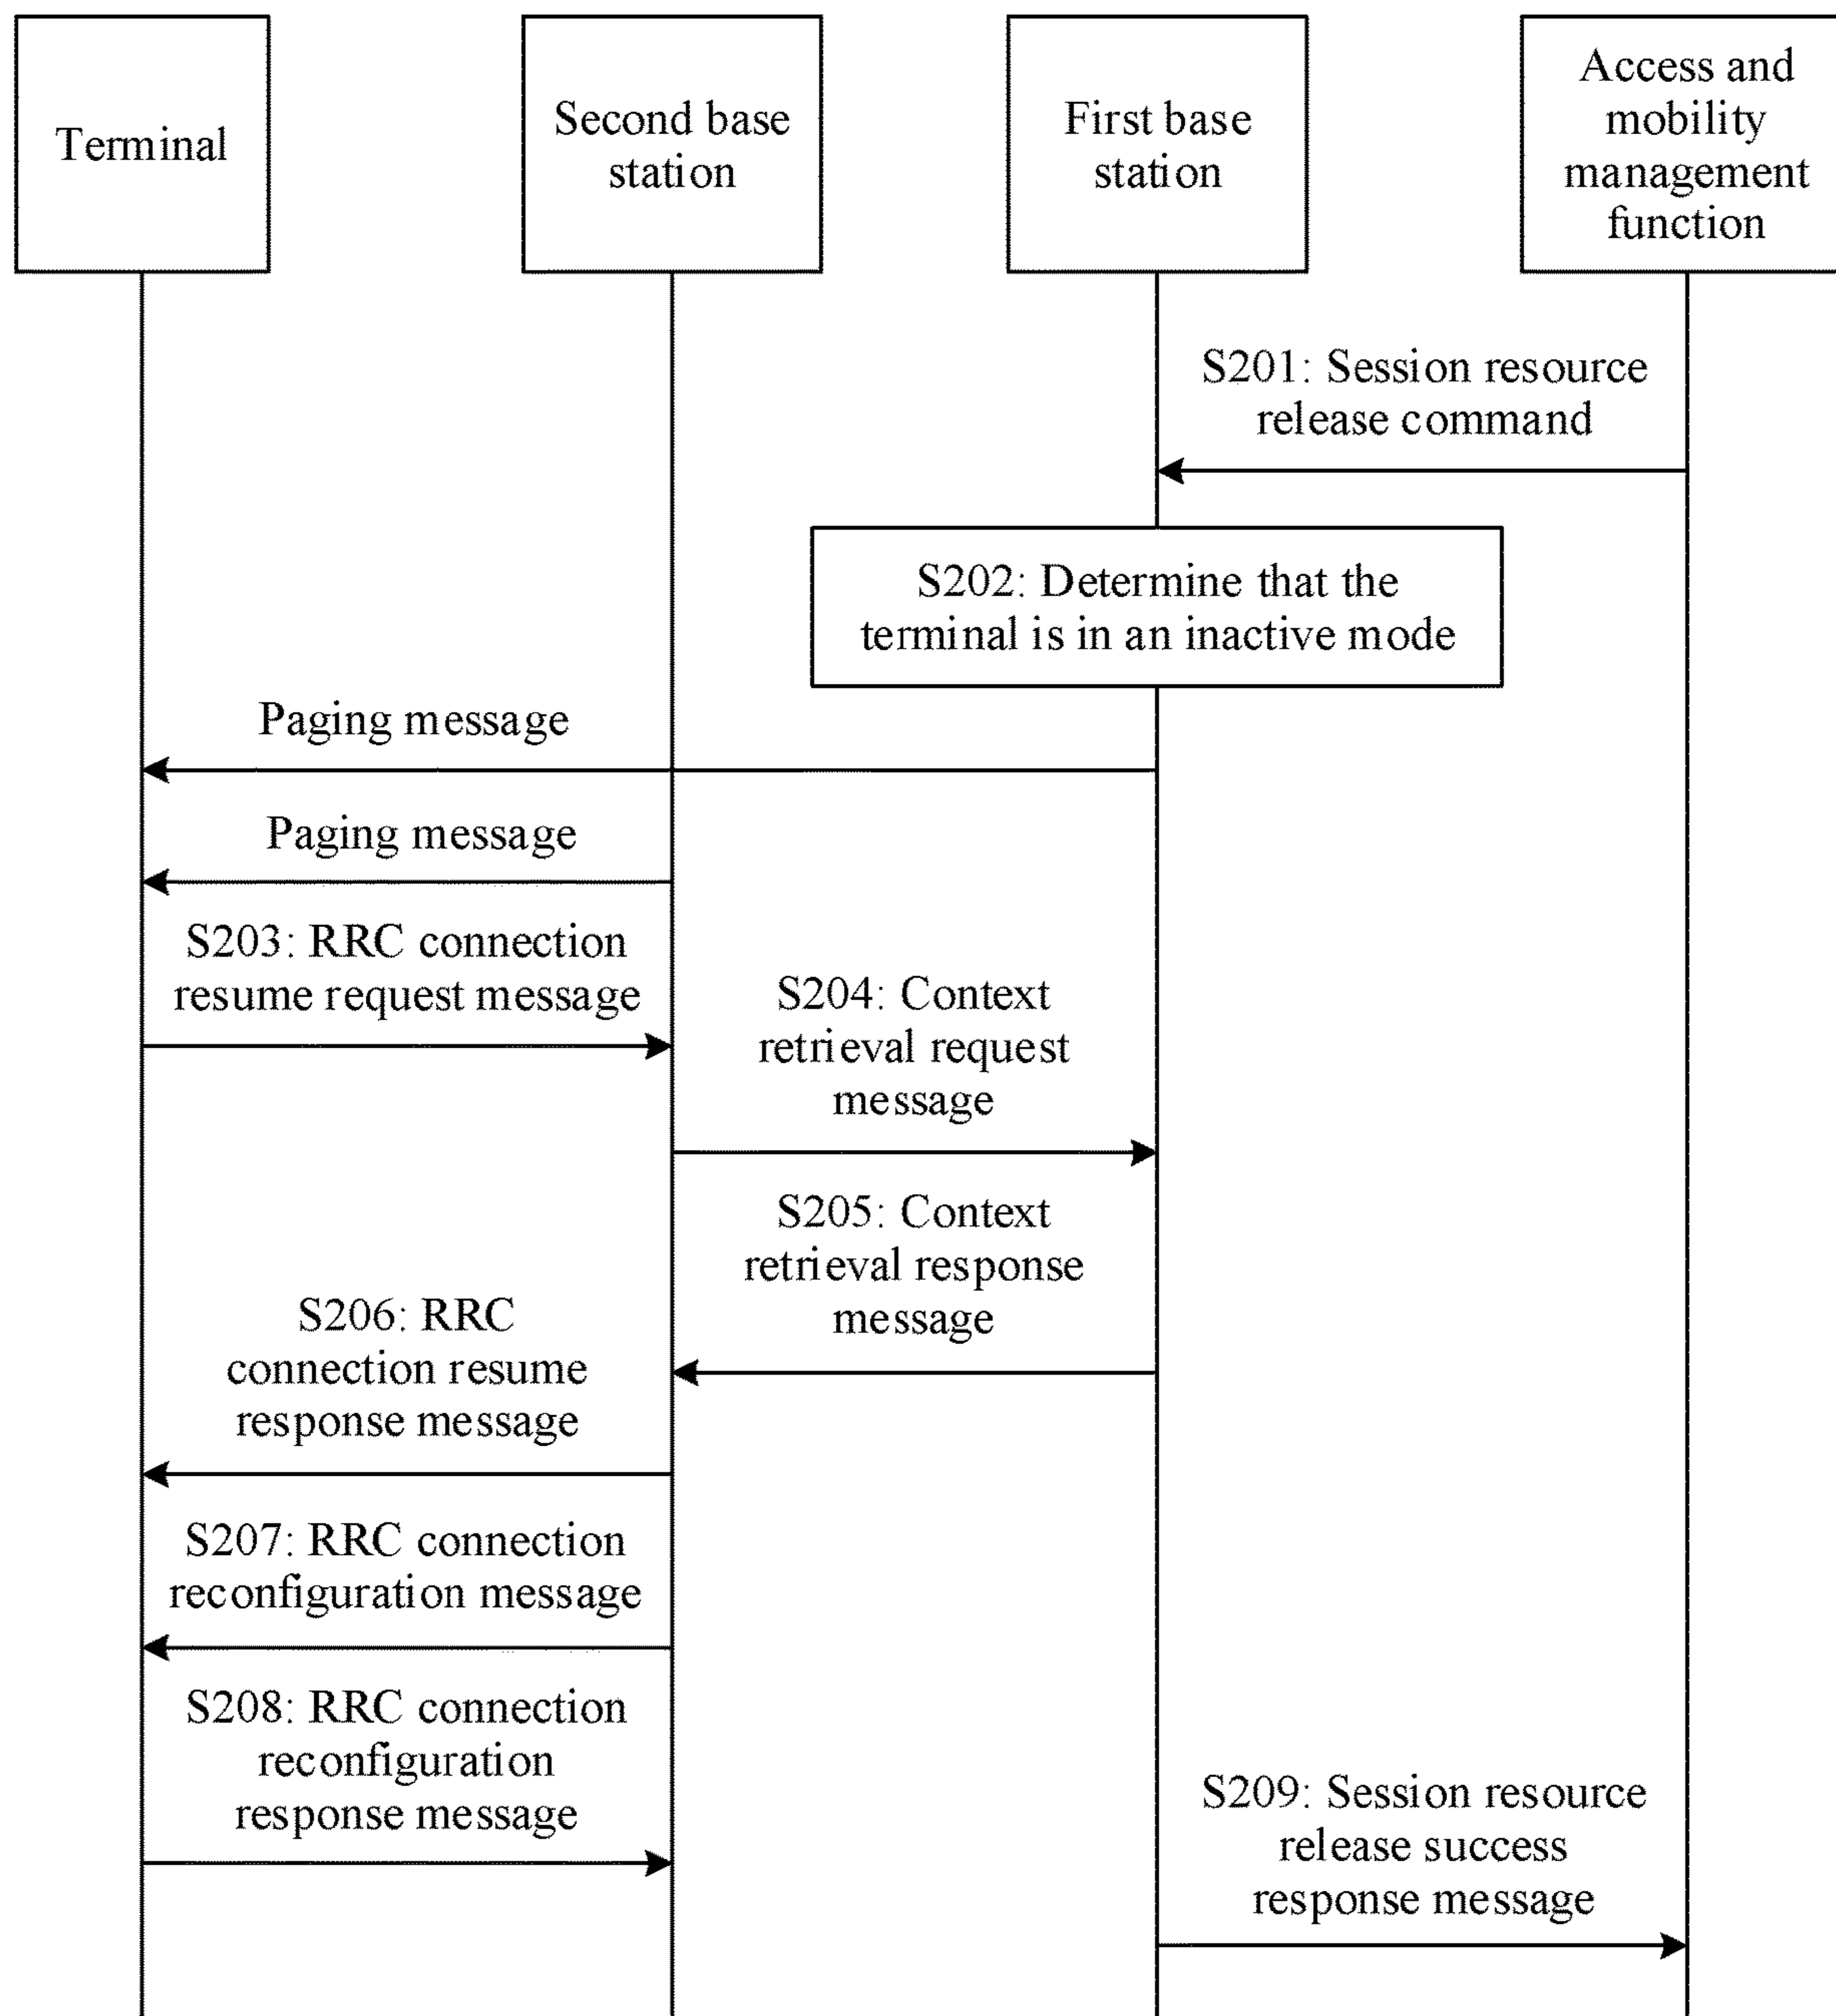 Terminal
Second base
station
First base
station
Access and
mobility
management
function
S201: Session resource
release command
S202: Determine that the
terminal is in an inactive mode
Paging message
Paging message
S203: RRC connection
resume request message
S204: Context
retrieval request
message
S205: Context
retrieval response
message
S206: RRC
connection resume
response message
S207: RRC connection
reconfiguration message
S208: RRC connection
reconfiguration
response message
S209: Session resource
release success
response message